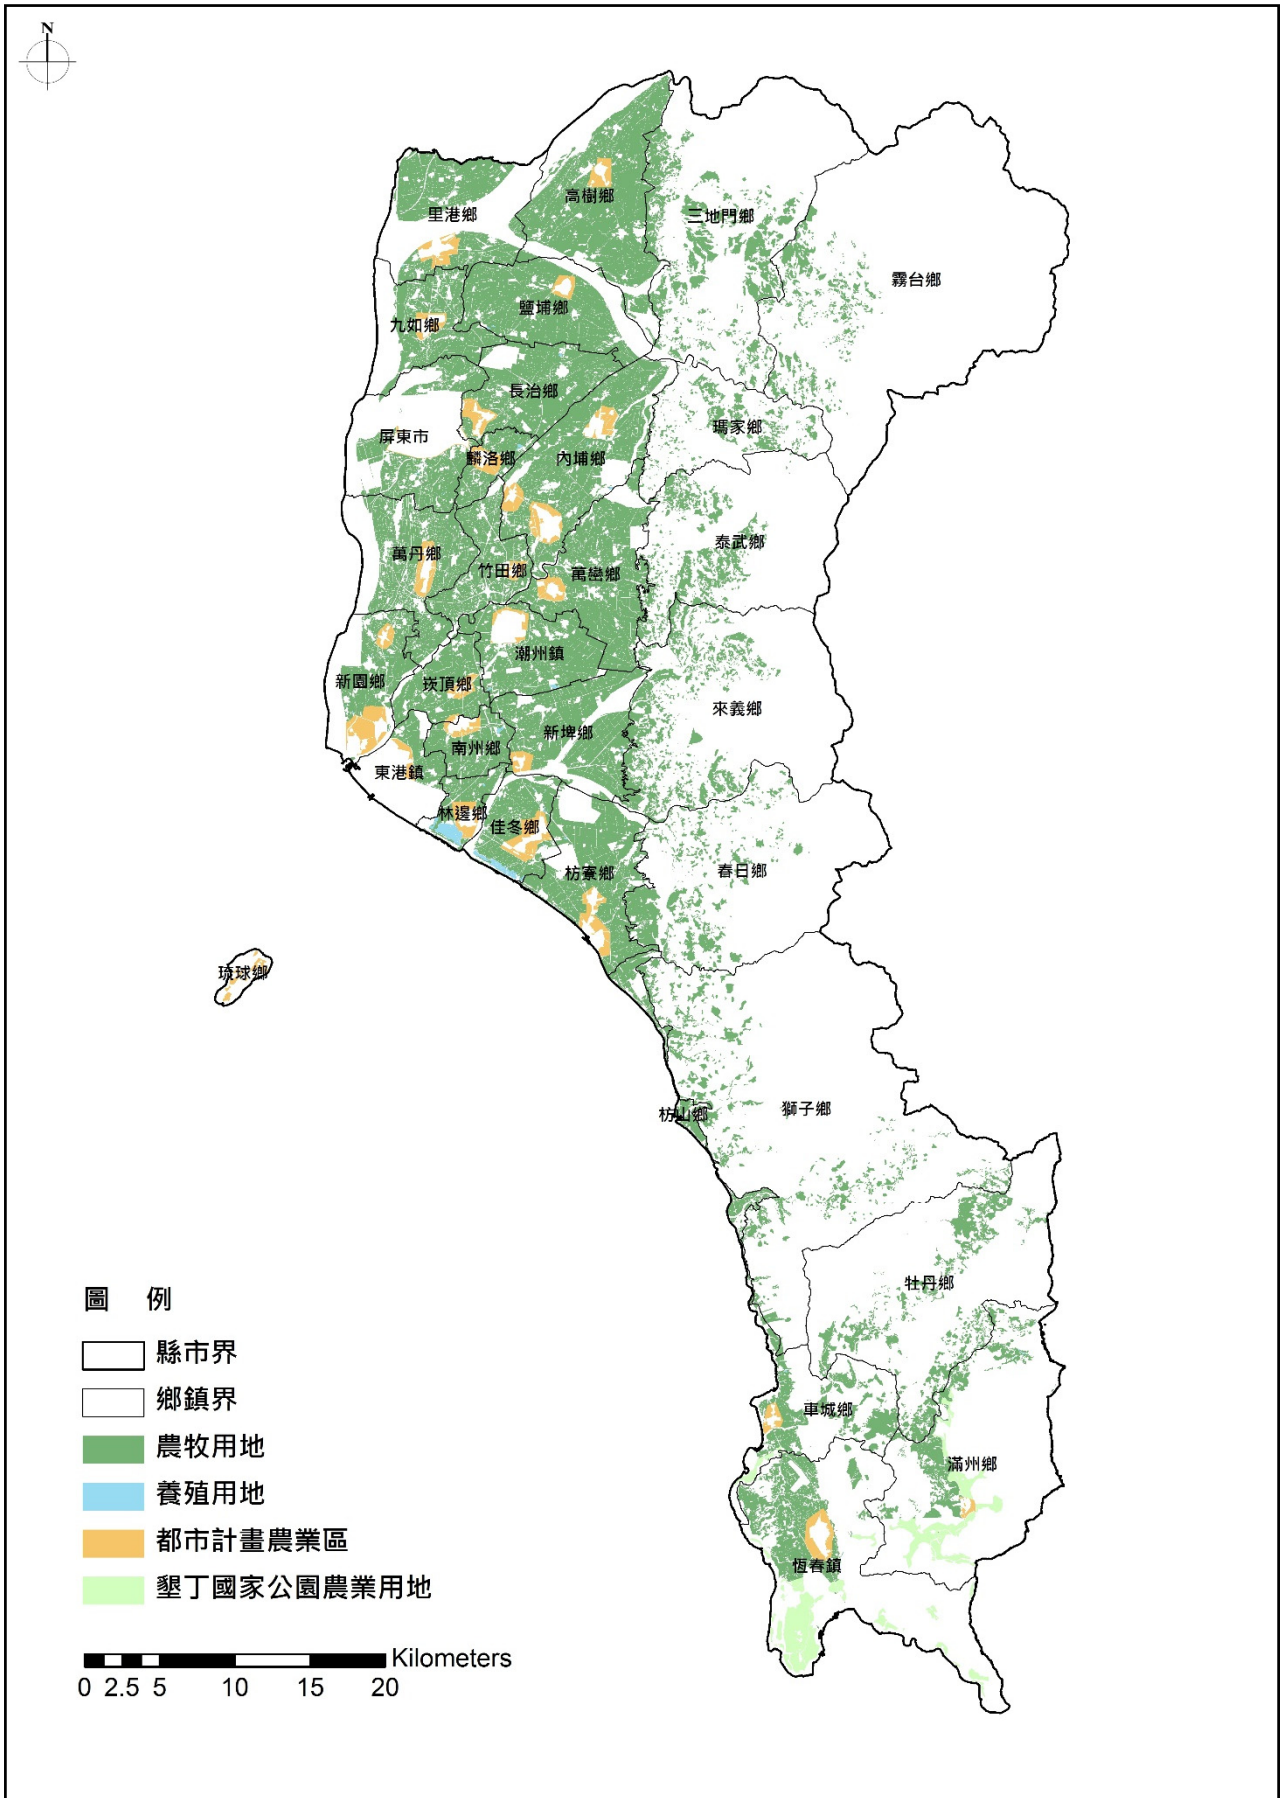 N
高樹鄉
里港鄉
三地門鄉
霧台鄉
鹽埔鄉
九如鄉
長治鄉
瑪家鄉
屏東市
麟洛鄉
內埔鄉
泰武鄉
萬丹鄉
竹田鄉
萬巒鄉
潮州鎮
新園鄉
崁頂鄉
來義鄉
新埤鄉
南州鄉
東港鎮
林邊鄉
佳冬鄉
枋寮鄉
春日鄉
琉球鄉
枋山鄉
獅子鄉
牡丹鄉
車城鄉
滿州鄉
恆春鎮
圖 例
縣市界
鄉鎮界
農牧用地
養殖用地
都市計畫農業區
墾丁國家公園農業用地
Kilometers
0 2.5 5 10 15 20